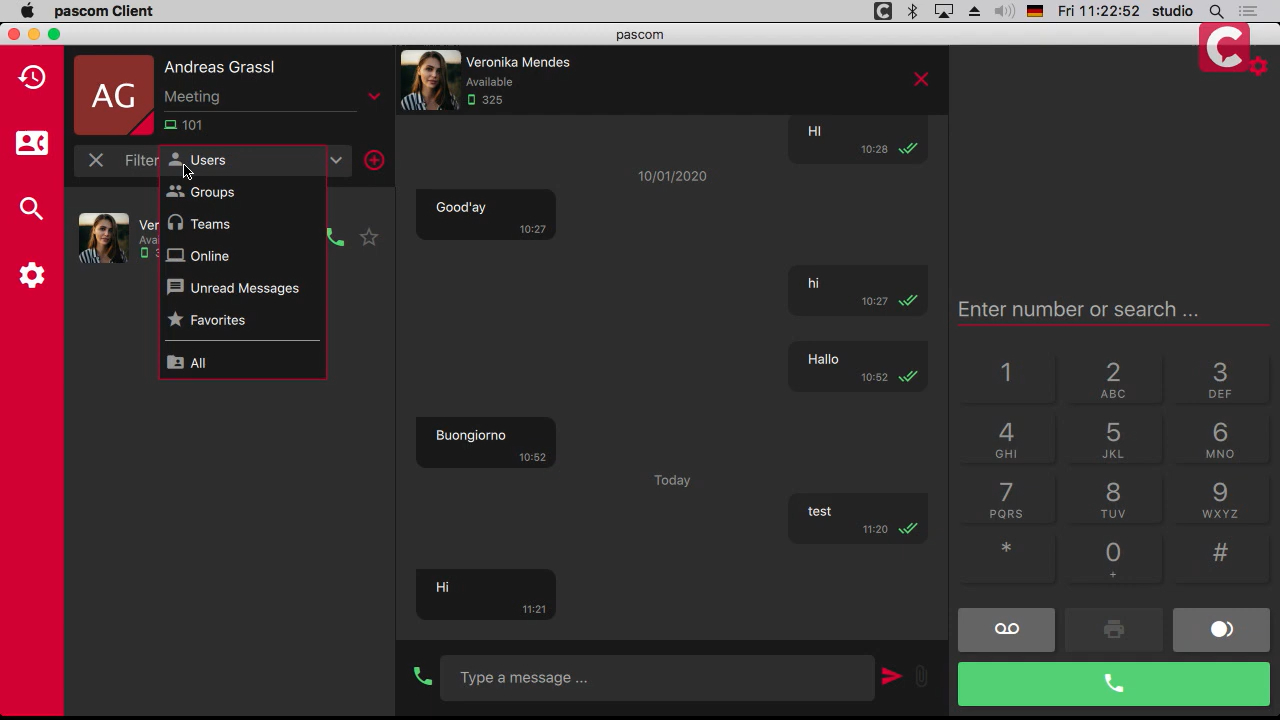 pascom Client
Fri 11:22:52 studio
pascom
AG
Andreas Grassl
Meeting
101
Filter
Users
Groups
Teams
Online
Unread Messages
Favorites
All
Veronika Mendes
Available
325
HI
10:28
10/01/2020
Good'ay
10:27
hi
10:27
Hallo
10:52
Buongiorno
10:52
Today
test
11:20
Hi
11:21
Type a message ...
Enter number or search ...
1 2 3
ABC DEF
4 5 6
GHI JKL MNO
7 8 9
PQRS TUV WXYZ
* 0 #
+